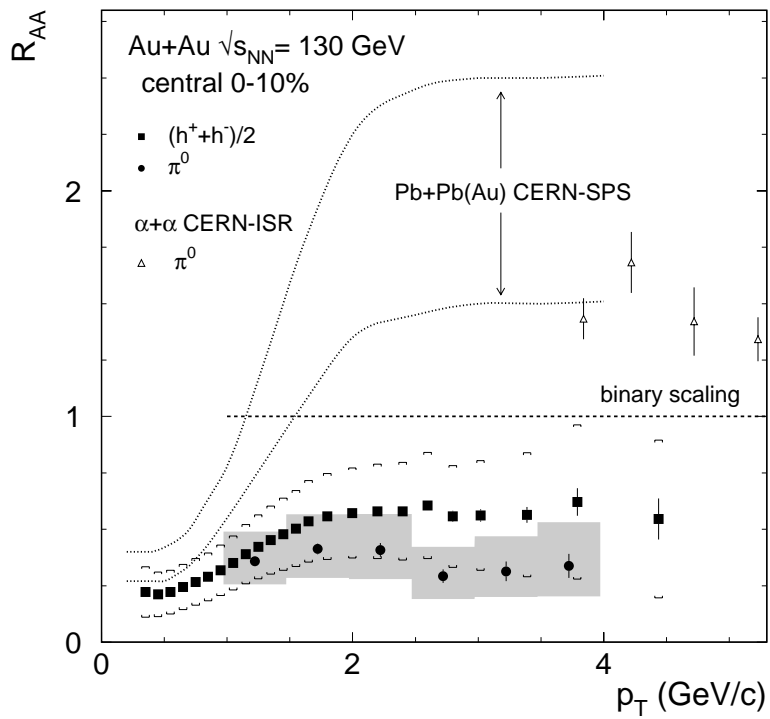 R_AA
Au+Au √s_NN= 130 GeV
central 0-10%
(h⁺+h⁻)/2
π⁰
α+α CERN-ISR
π⁰
Pb+Pb(Au) CERN-SPS
binary scaling
2
1
0
0
2
4
p_T (GeV/c)